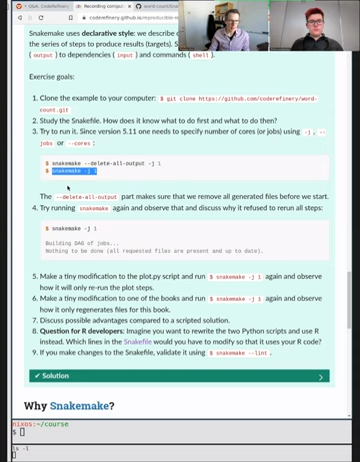 Q&A: CodeRefinery
Recording comput
word-count/Sn
coderefinery.github.io/reproducible-re
Snakemake uses declarative style: we describe
the series of steps to produce results (targets). S
( output ) to dependencies ( input ) and commands ( shell ).
Exercise goals:
1. Clone the example to your computer: $ git clone https://github.com/coderefinery/word-
count.git
2. Study the Snakefile. How does it know what to do first and what to do then?
3. Try to run it. Since version 5.11 one needs to specify number of cores (or jobs) using -j , --
jobs or --cores :
$ snakemake --delete-all-output -j 1
$ snakemake -j 1
The --delete-all-output part makes sure that we remove all generated files before we start.
4. Try running snakemake again and observe that and discuss why it refused to rerun all steps:
$ snakemake -j 1
Building DAG of jobs...
Nothing to be done (all requested files are present and up to date).
5. Make a tiny modification to the plot.py script and run $ snakemake -j 1 again and observe
how it will only re-run the plot steps.
6. Make a tiny modification to one of the books and run $ snakemake -j 1 again and observe
how it only regenerates files for this book.
7. Discuss possible advantages compared to a scripted solution.
8. Question for R developers: Imagine you want to rewrite the two Python scripts and use R
instead. Which lines in the Snakefile would you have to modify so that it uses your R code?
9. If you make changes to the Snakefile, validate it using $ snakemake --lint .
✔ Solution
Why Snakemake?
nixos:~/course
$
ls -l